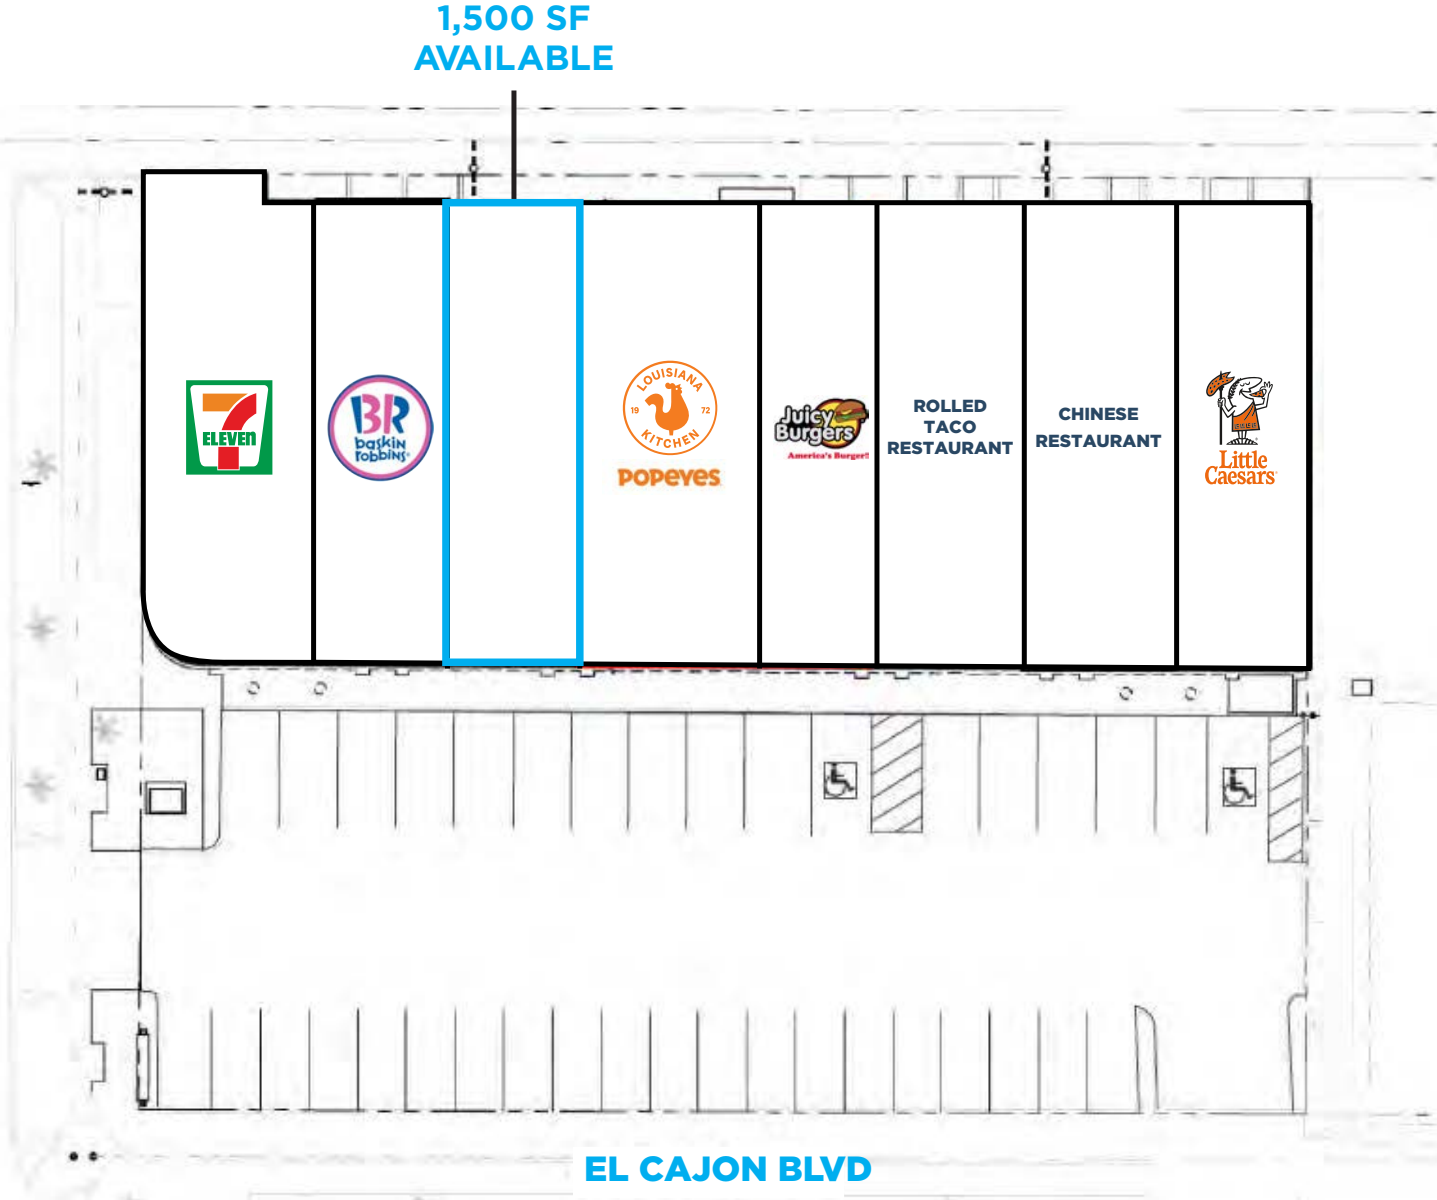 1,500 SF
AVAILABLE
7
ELEVEN
BR
baskin
robbins
LOUISIANA
19 72
KITCHEN
POPEYES
Juicy
Burgers
America's Burger!!
ROLLED
TACO
RESTAURANT
CHINESE
RESTAURANT
Little
Caesars
EL CAJON BLVD